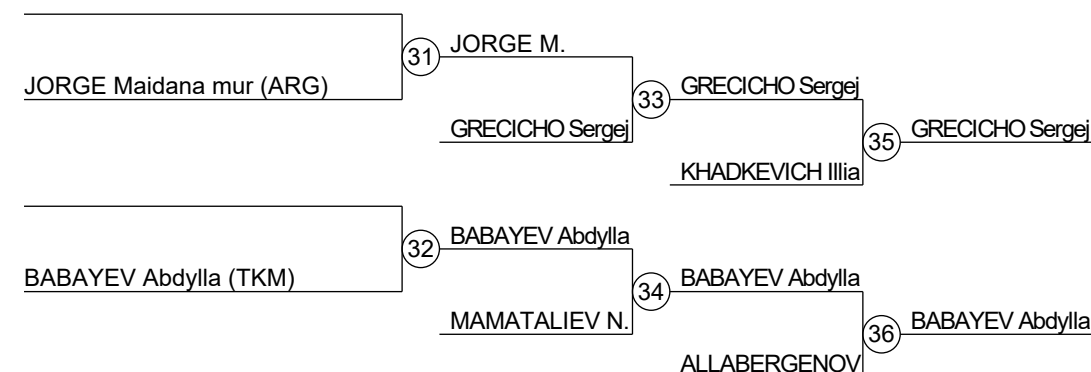 31 JORGE M.
JORGE Maidana mur (ARG)
33 GRECICHO Sergej
GRECICHO Sergej
35 GRECICHO Sergej
KHADKEVICH Illia
32 BABAYEV Abdylla
BABAYEV Abdylla (TKM)
34 BABAYEV Abdylla
MAMATALIEV N.
36 BABAYEV Abdylla
ALLABERGENOV